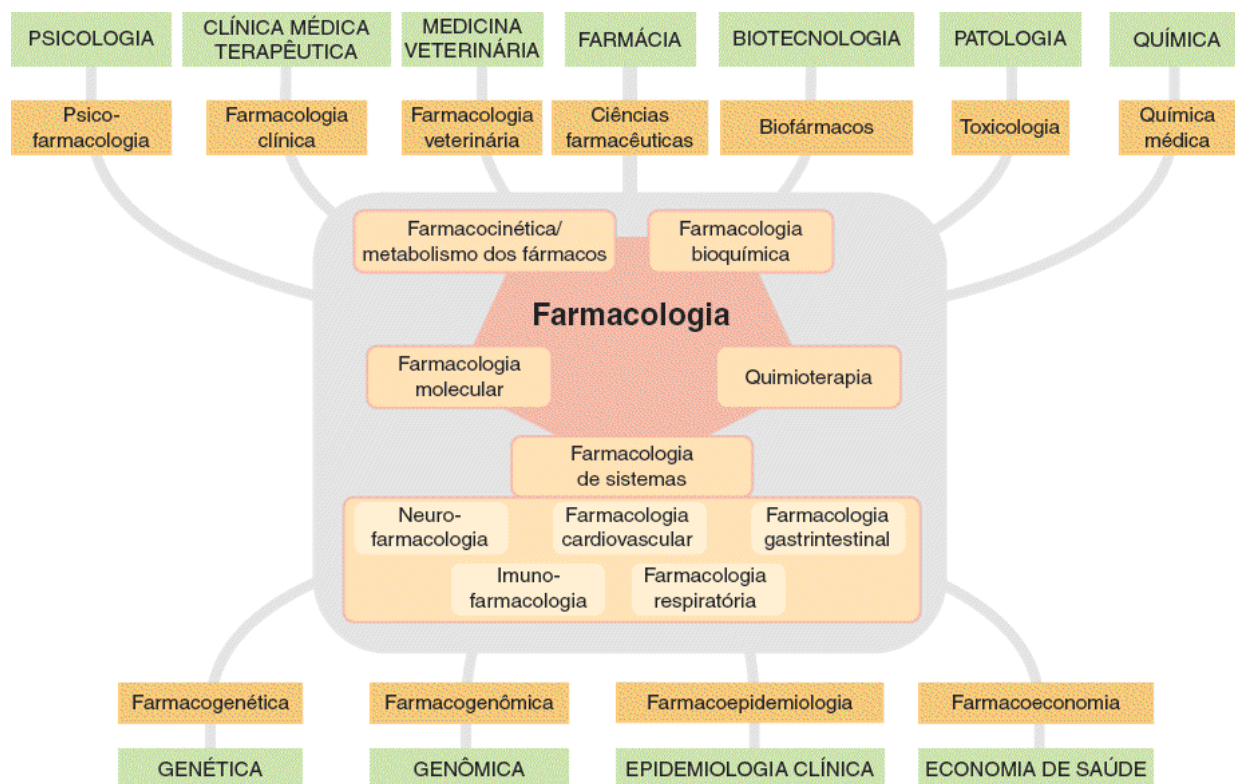 PSICOLOGIA
CLÍNICA MÉDICA
TERAPÊUTICA
MEDICINA
VETERINÁRIA
FARMÁCIA
BIOTECNOLOGIA
PATOLOGIA
QUÍMICA
Psico-
farmacologia
Farmacologia
clínica
Farmacologia
veterinária
Ciências
farmacêuticas
Biofármacos
Toxicologia
Química
médica
Farmacocinética/
metabolismo dos fármacos
Farmacologia
bioquímica
Farmacologia
Farmacologia
molecular
Quimioterapia
Farmacologia
de sistemas
Neuro-
farmacologia
Farmacologia
cardiovascular
Farmacologia
gastrintestinal
Imuno-
farmacologia
Farmacologia
respiratória
Farmacogenética
Farmacogenômica
Farmacoepidemiologia
Farmacoeconomia
GENÉTICA
GENÔMICA
EPIDEMIOLOGIA CLÍNICA
ECONOMIA DE SAÚDE